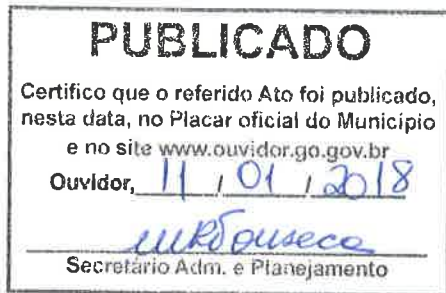 PUBLICADO
Certifico que o referido Ato foi publicado,
nesta data, no Placar oficial do Município
e no site www.ouvidor.go.gov.br
Ouvidor, 11 / 01 / 2018
Secretário Adm. e Planejamento